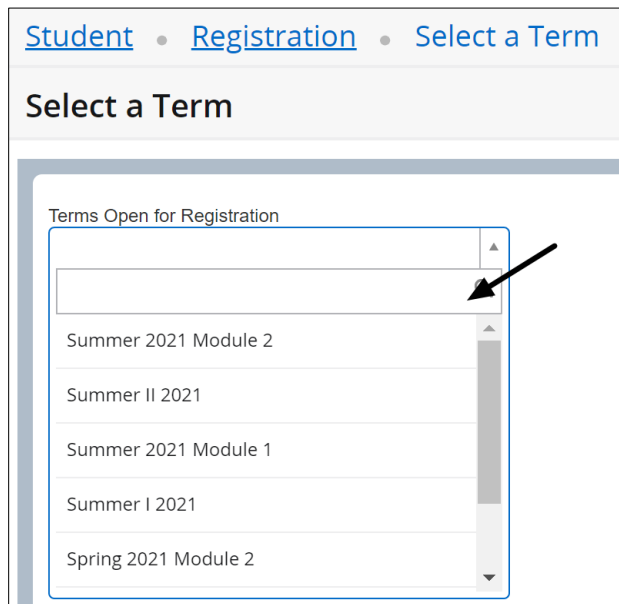 Student • Registration • Select a Term
Select a Term
Terms Open for Registration
Summer 2021 Module 2
Summer II 2021
Summer 2021 Module 1
Summer I 2021
Spring 2021 Module 2